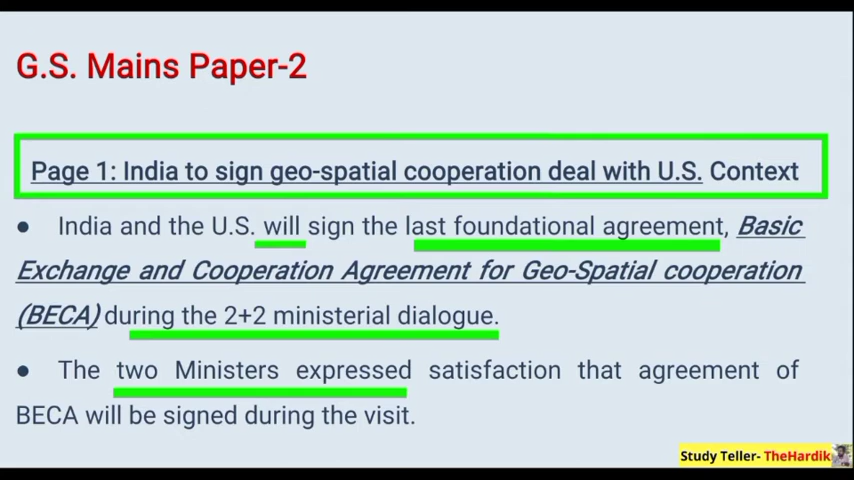 G.S. Mains Paper-2
Page 1: India to sign geo-spatial cooperation deal with U.S. Context
● India and the U.S. will sign the last foundational agreement, Basic
Exchange and Cooperation Agreement for Geo-Spatial cooperation
(BECA) during the 2+2 ministerial dialogue.
● The two Ministers expressed satisfaction that agreement of
BECA will be signed during the visit.
Study Teller- TheHardik